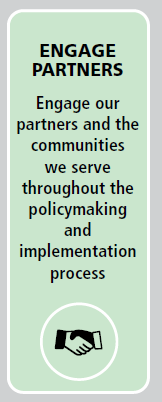 ENGAGE
PARTNERS
Engage our
partners and the
communities
we serve
throughout the
policymaking
and
implementation
process